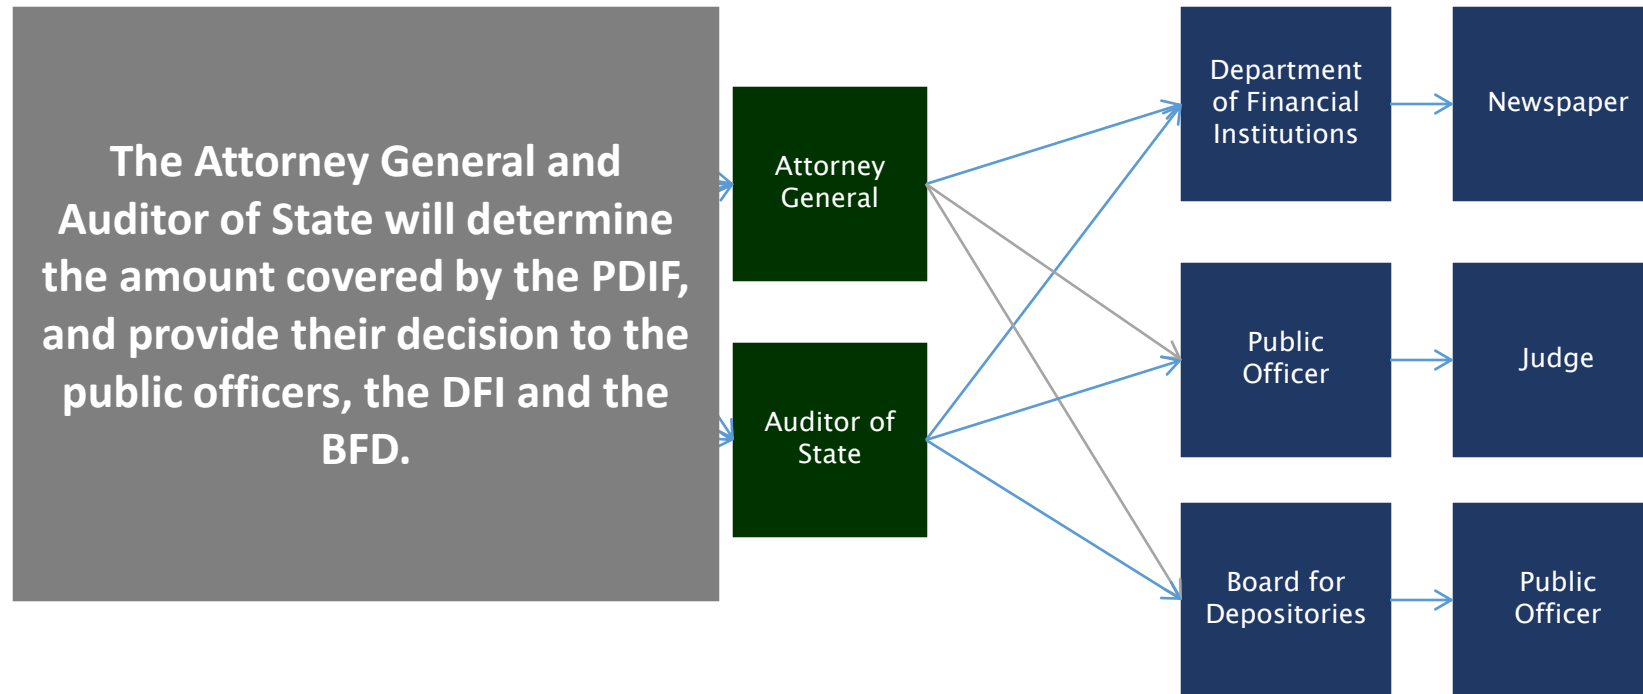 The Attorney General and
Auditor of State will determine
the amount covered by the PDIF,
and provide their decision to the
public officers, the DFI and the
BFD.
Attorney
General
Auditor of
State
Department
of Financial
Institutions
Newspaper
Public
Officer
Judge
Board for
Depositories
Public
Officer